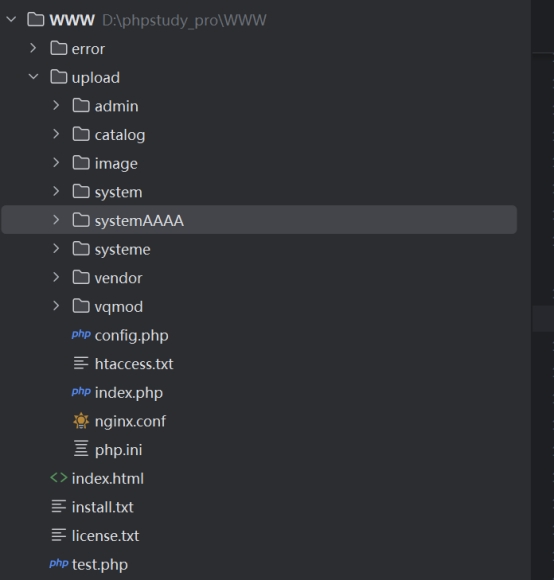 WWW D:\phpstudy_pro\WWW
error
upload
admin
catalog
image
system
systemAAAA
systeme
vendor
vqmod
php config.php
htaccess.txt
php index.php
nginx.conf
php.ini
index.html
install.txt
license.txt
php test.php